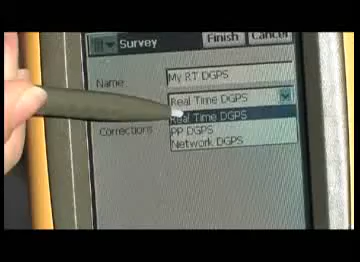 Survey Finish Cancel
Name My RT DGPS
Real Time DGPS
Real Time DGPS
Corrections PP DGPS
Network DGPS